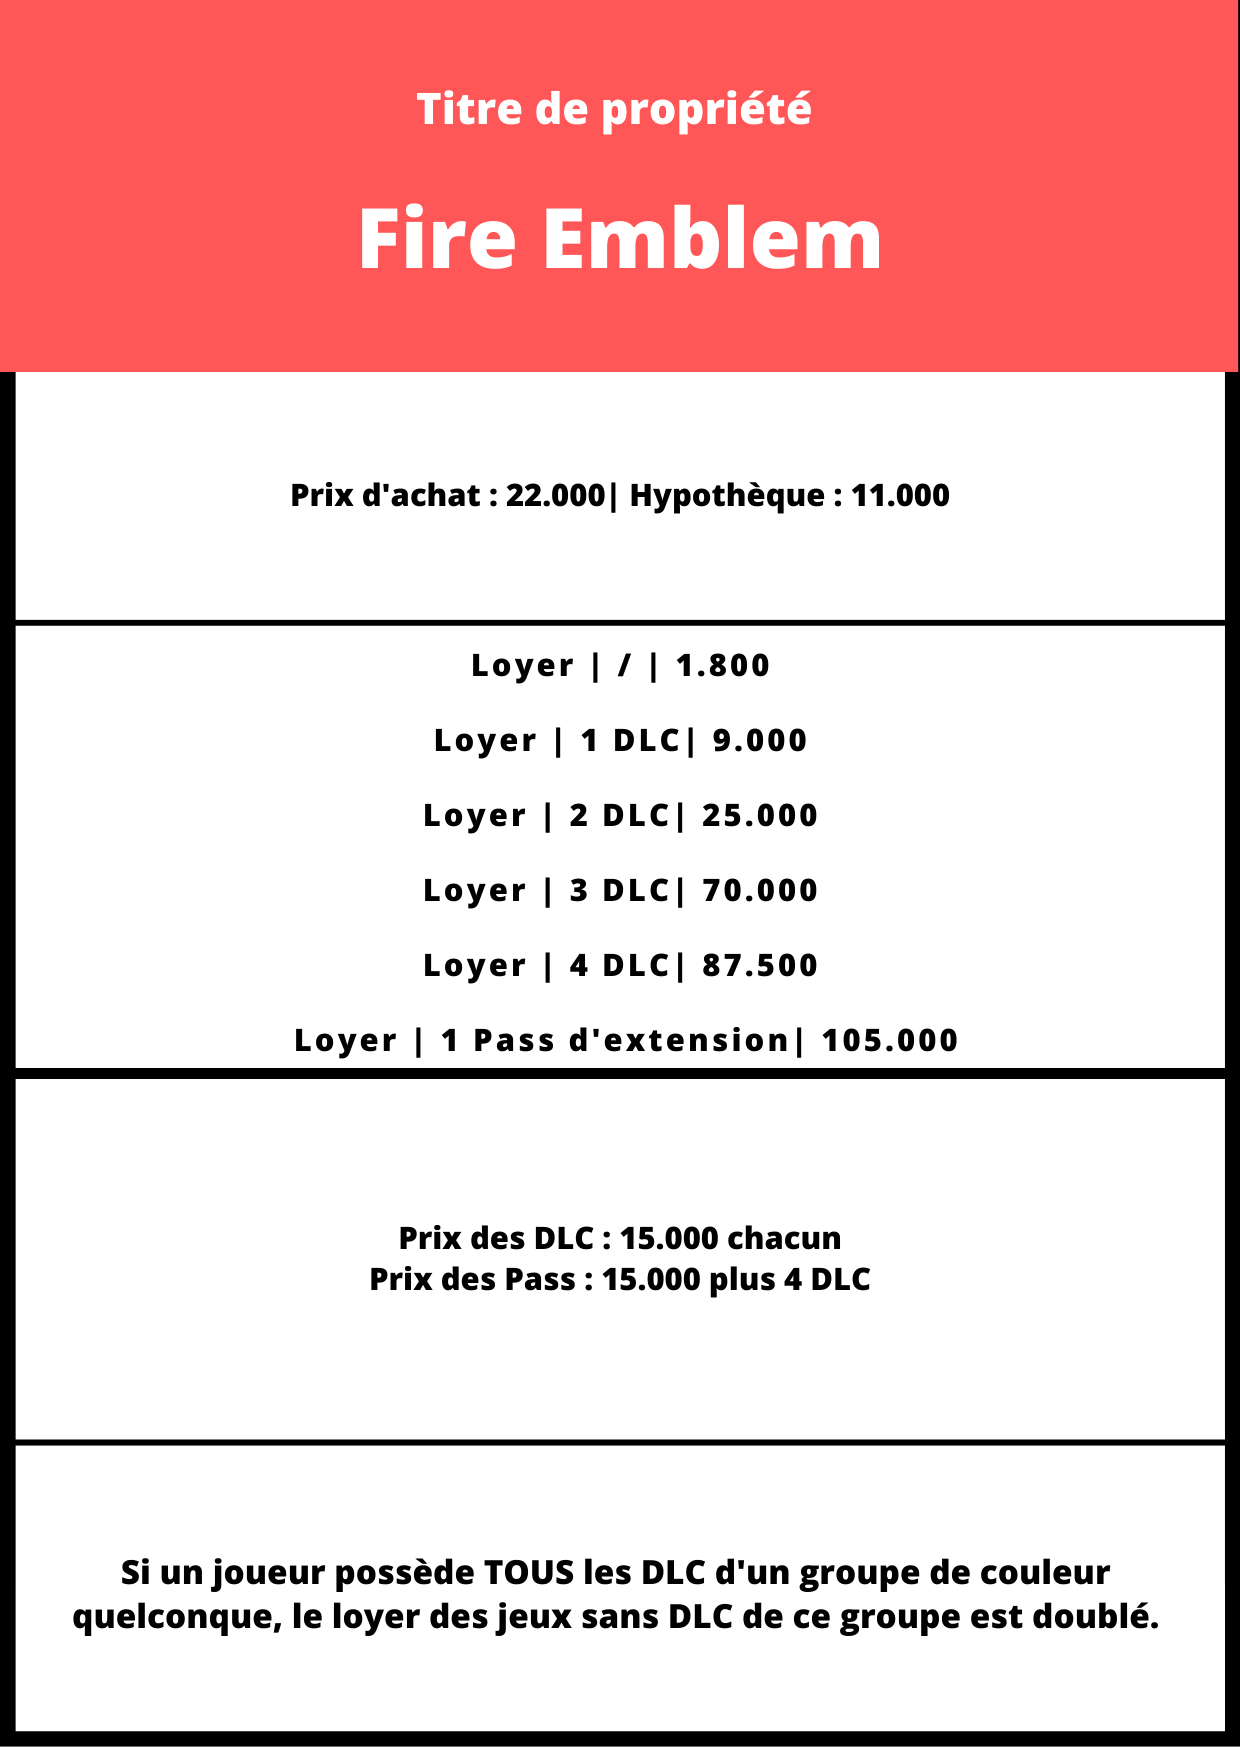 Titre de propriété
Fire Emblem
Prix d'achat : 22.000| Hypothèque : 11.000
Loyer | / | 1.800
Loyer | 1 DLC| 9.000
Loyer | 2 DLC| 25.000
Loyer | 3 DLC| 70.000
Loyer | 4 DLC| 87.500
Loyer | 1 Pass d'extension| 105.000
Prix des DLC : 15.000 chacun
Prix des Pass : 15.000 plus 4 DLC
Si un joueur possède TOUS les DLC d'un groupe de couleur
quelconque, le loyer des jeux sans DLC de ce groupe est doublé.